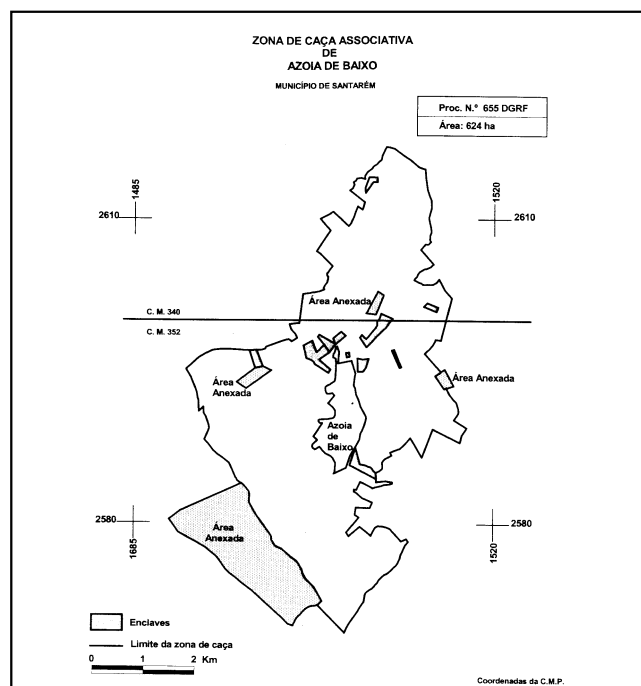 ZONA DE CAÇA ASSOCIATIVA
DE
AZOIA DE BAIXO
MUNICÍPIO DE SANTARÉM
Proc. N.º 655 DGRF
Área: 624 ha
1485
1520
2610
2610
Área Anexada
C. M. 340
C. M. 352
Área
Anexada
Área Anexada
Azoia
de
Baixo
2580
2580
1685
1520
Área
Anexada
Enclaves
Limite da zona de caça
0 1 2 Km
Coordenadas da C.M.P.